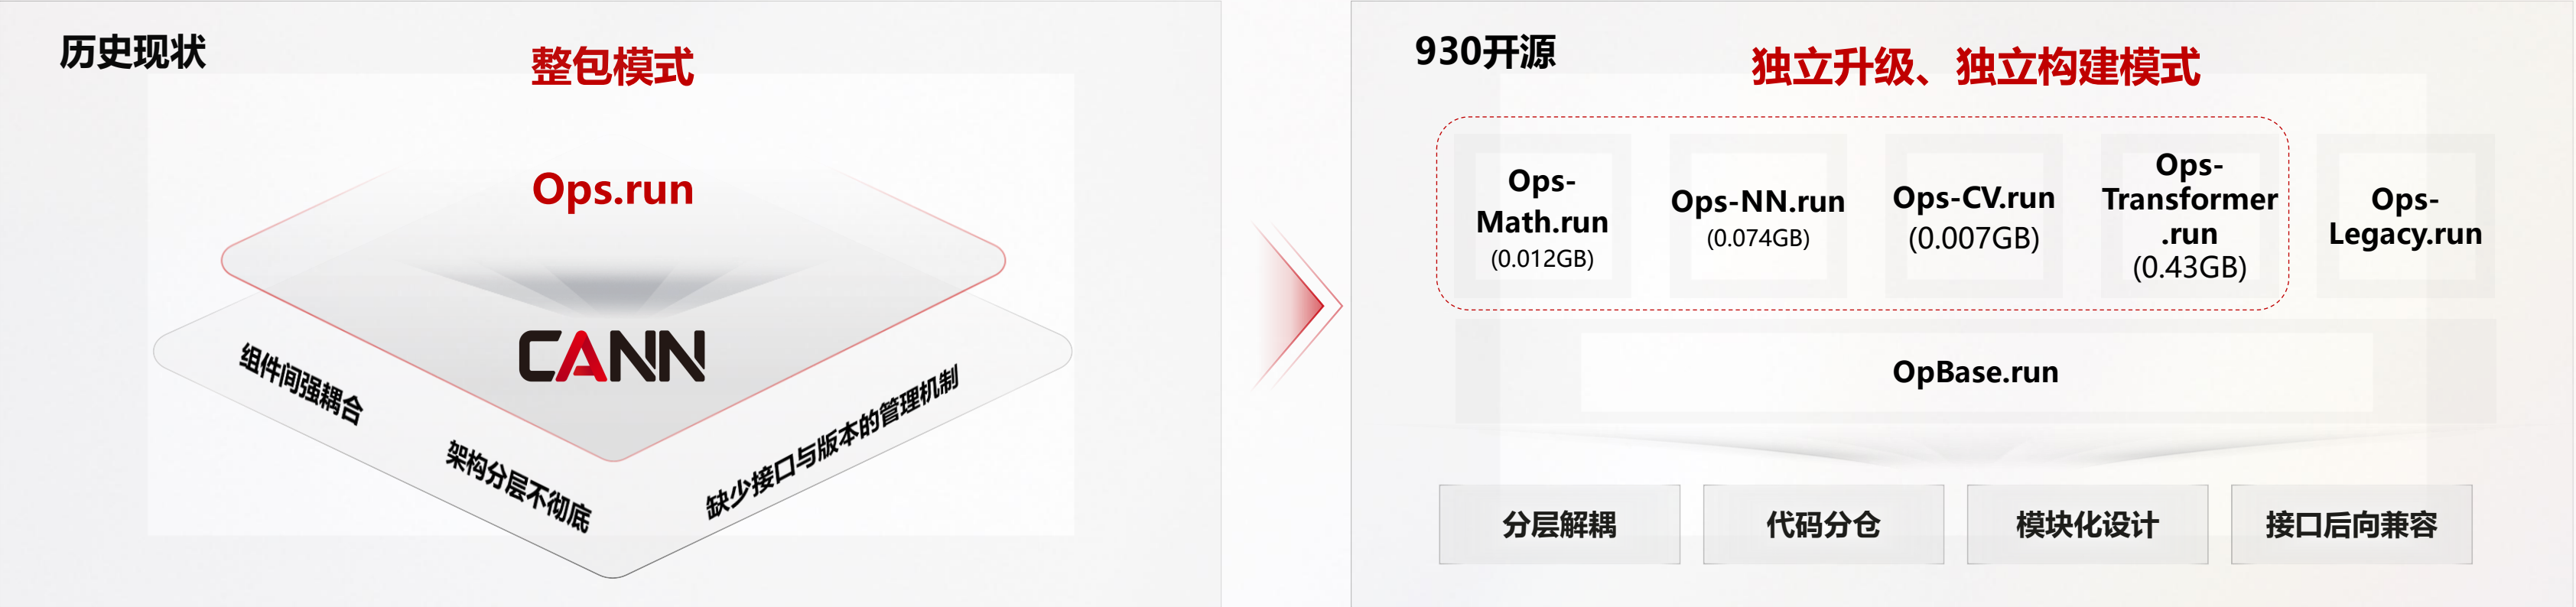 历史现状
整包模式
Ops.run
CANN
组件间强耦合
架构分层不彻底
缺少接口与版本的管理机制
930开源
独立升级、独立构建模式
Ops-
Math.run
(0.012GB)
Ops-NN.run
(0.074GB)
Ops-CV.run
(0.007GB)
Ops-
Transformer
.run
(0.43GB)
Ops-
Legacy.run
OpBase.run
分层解耦
代码分仓
模块化设计
接口后向兼容